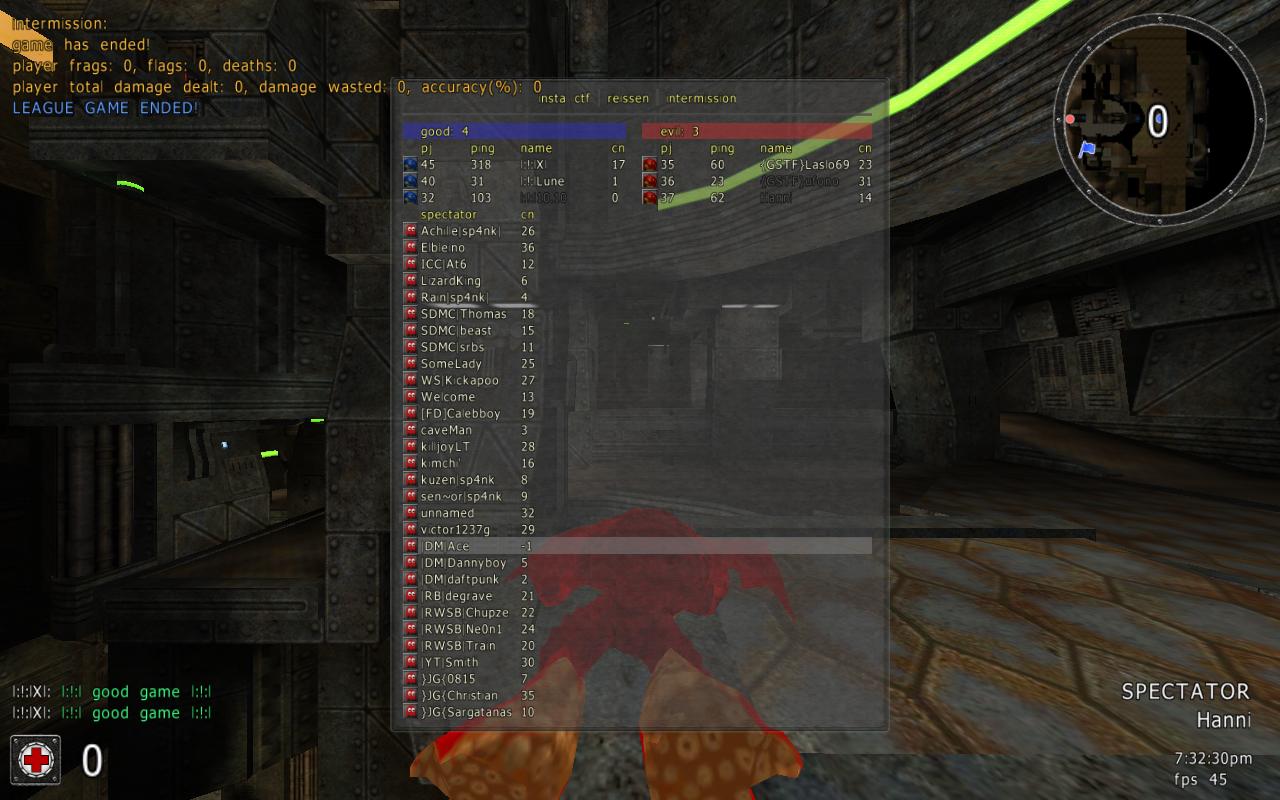 Intermission:
game has ended!
player frags: 0, flags: 0, deaths: 0
player total damage dealt: 0, damage wasted: 0, accuracy(%): 0
LEAGUE GAME ENDED!
insta ctf reissen intermission
good: 4 evil: 3
pj ping name cn pj ping name cn
45 318 |:!:|X|: 17 35 60 {GSTF}Laslo69 23
40 31 |:!:|Lune 1 36 23 {GSTF}ufono 31
32 103 |:!:|10.10 0 37 62 Hanni 14
spectator cn
Achille|sp4nk| 26
Elbleino 36
ICC|At6 12
LizardKing 6
Rain|sp4nk| 4
SDMC|Thomas 18
SDMC|beast 15
SDMC|srbs 11
SomeLady 25
WS|Kickapoo 27
Welcome 13
[FD]Calebboy 19
caveMan 3
killjoyLT 28
kimchi' 16
kuzen|sp4nk 8
sen~or|sp4nk 9
unnamed 32
victor1237g 29
|DM|Ace -1
|DM|Dannyboy 5
|DM|daftpunk 2
|RB|degrave 21
|RWSB|Chupze 22
|RWSB|Ne0n1 24
|RWSB|Train 20
|YT|Smith 30
}JG{0815 7
}JG{Christian 35
}JG{Sargatanas 10
0
|:!:|X|: |:!:| good game |:!:|
|:!:|X|: |:!:| good game |:!:|
0
SPECTATOR
Hanni
7:32:30pm
fps 45